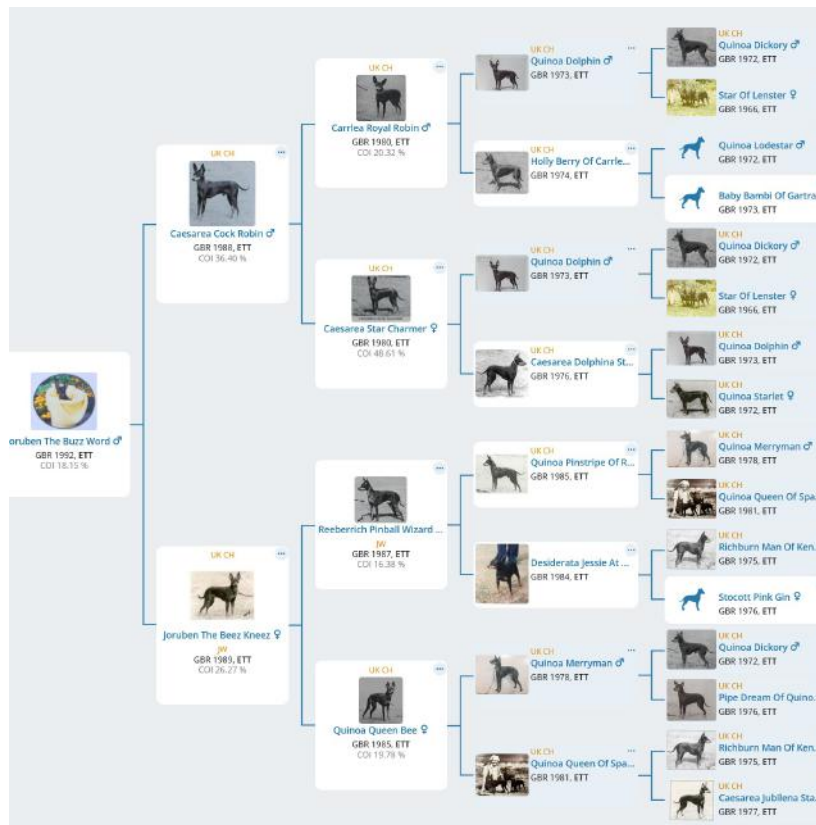 oruben The Buzz Word ♂
GBR 1992, ETT
COI 18.15 %
UK CH
Caesarea Cock Robin ♂
GBR 1988, ETT
COI 36.40 %
UK CH
Joruben The Beez Kneez ♀
JW
GBR 1989, ETT
COI 26.27 %
UK CH
Carrlea Royal Robin ♂
GBR 1980, ETT
COI 20.32 %
UK CH
Caesarea Star Charmer ♀
GBR 1980, ETT
COI 48.61 %
Reeberrich Pinball Wizard ...
JW
GBR 1987, ETT
COI 16.38 %
UK CH
Quinoa Queen Bee ♀
GBR 1985, ETT
COI 19.78 %
UK CH
Quinoa Dolphin ♂
GBR 1973, ETT
UK CH
Holly Berry Of Carrle...
GBR 1974, ETT
UK CH
Quinoa Dolphin ♂
GBR 1973, ETT
UK CH
Caesarea Dolphina St...
GBR 1976, ETT
UK CH
Quinoa Pinstripe Of R...
GBR 1985, ETT
Desiderata Jessie At ...
GBR 1984, ETT
UK CH
Quinoa Merryman ♂
GBR 1978, ETT
UK CH
Quinoa Queen Of Spa...
GBR 1981, ETT
UK CH
Quinoa Dickory ♂
GBR 1972, ETT
Star Of Lenster ♀
GBR 1966, ETT
Quinoa Lodestar ♂
GBR 1972, ETT
Baby Bambi Of Gartra
GBR 1973, ETT
UK CH
Quinoa Dickory ♂
GBR 1972, ETT
Star Of Lenster ♀
GBR 1966, ETT
UK CH
Quinoa Dolphin ♂
GBR 1973, ETT
UK CH
Quinoa Starlet ♀
GBR 1972, ETT
UK CH
Quinoa Merryman ♂
GBR 1978, ETT
UK CH
Quinoa Queen Of Spa.
GBR 1981, ETT
UK CH
Richburn Man Of Ken.
GBR 1975, ETT
Stocott Pink Gin ♀
GBR 1976, ETT
UK CH
Quinoa Dickory ♂
GBR 1972, ETT
UK CH
Pipe Dream Of Quino.
GBR 1976, ETT
UK CH
Richburn Man Of Ken.
GBR 1975, ETT
UK CH
Caesarea Jubilena Sta.
GBR 1977, ETT